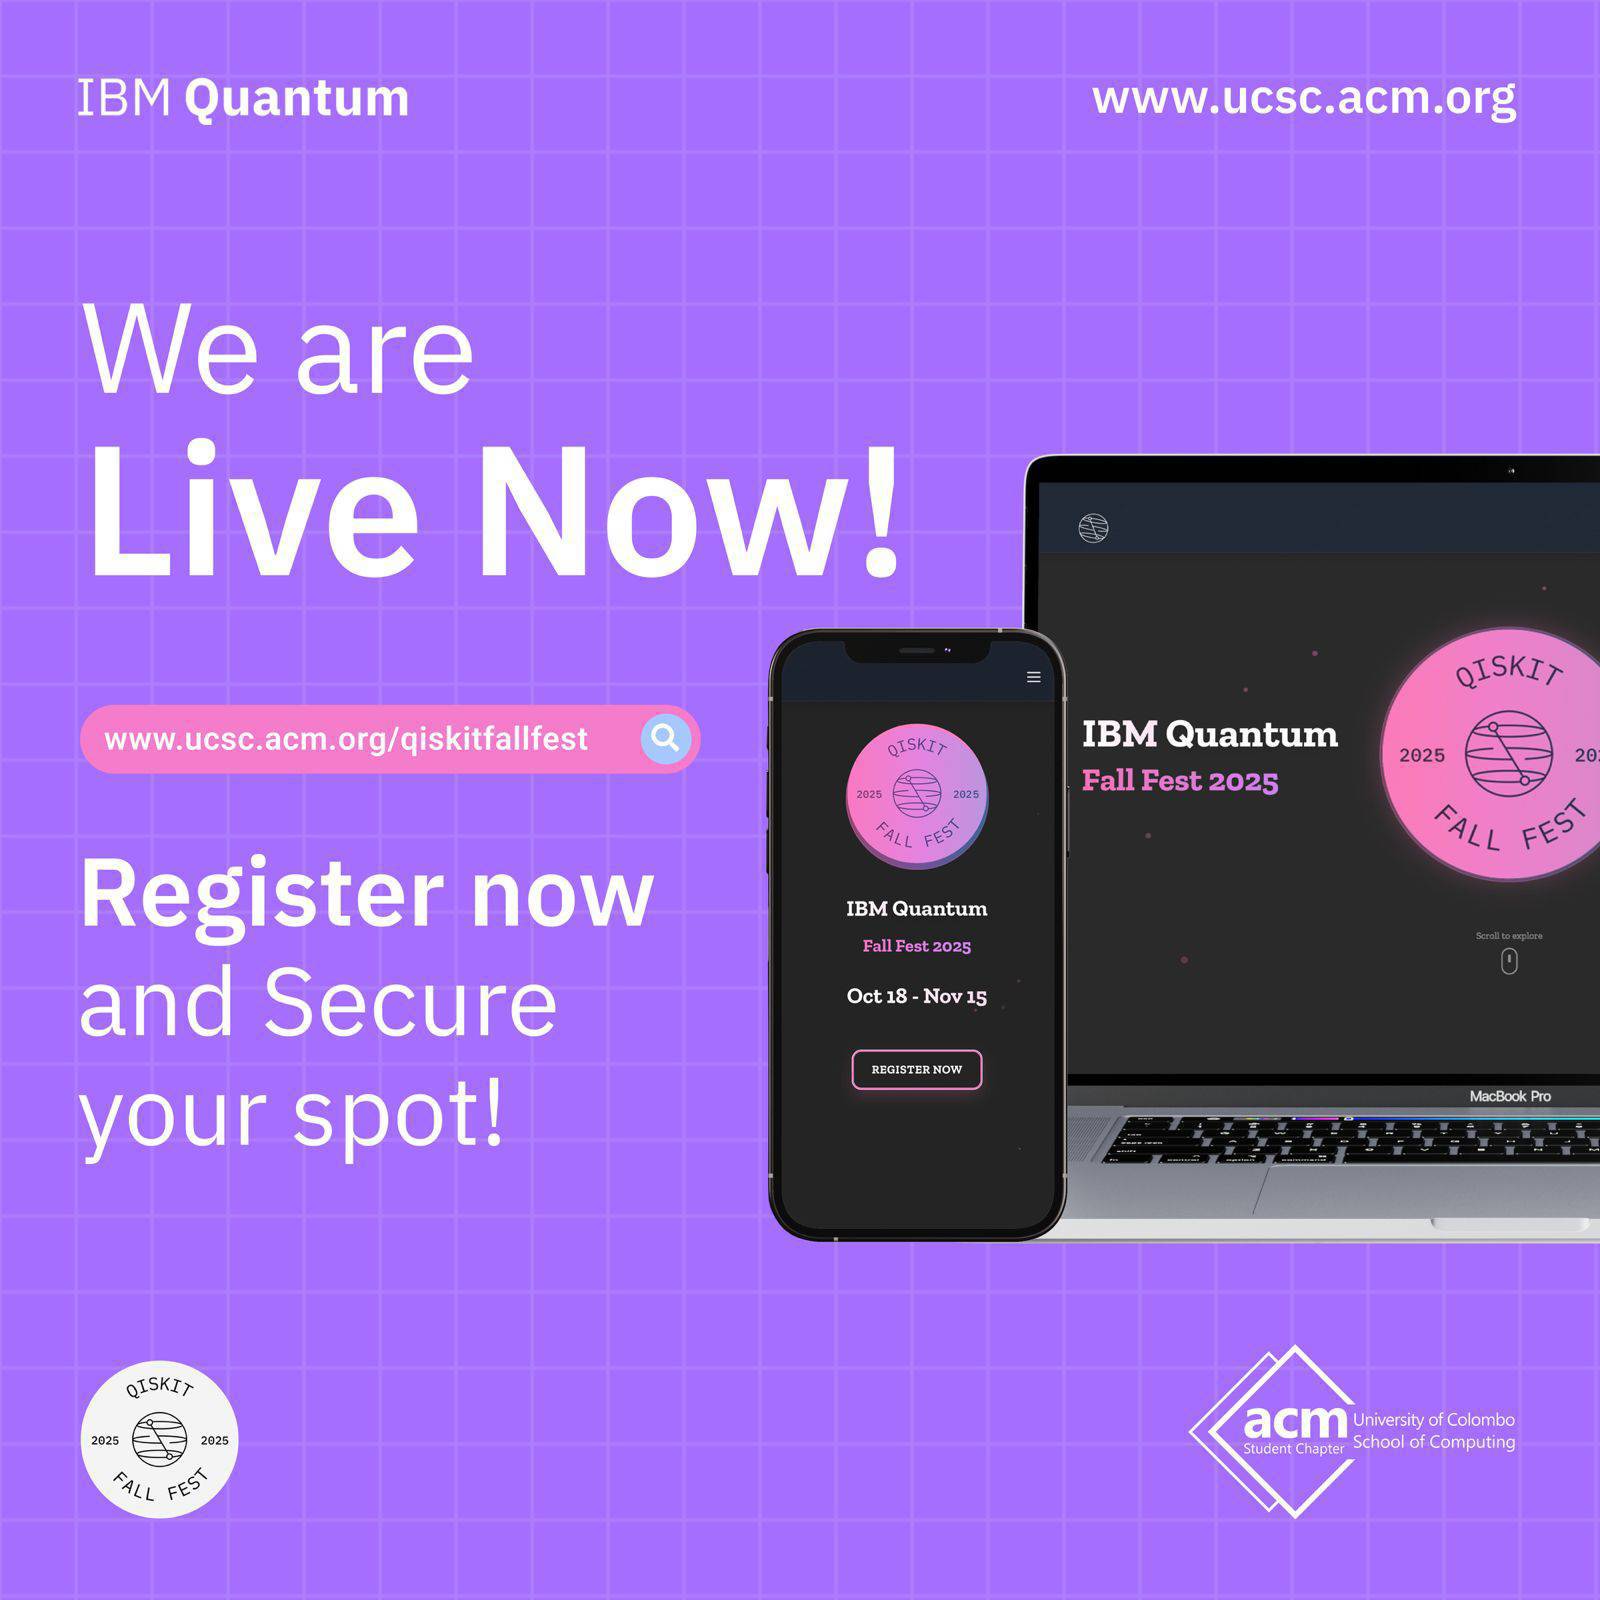 IBM Quantum
www.ucsc.acm.org
We are
Live Now!
www.ucsc.acm.org/qiskitfallfest
Register now
and Secure
your spot!
QISKIT
2025 2025
FALL FEST
IBM Quantum
Fall Fest 2025
Oct 18 - Nov 15
REGISTER NOW
IBM Quantum
Fall Fest 2025
QISKIT
2025
FALL FEST
Scroll to explore
MacBook Pro
QISKIT
2025 2025
FALL FEST
acm
Student Chapter
University of Colombo
School of Computing